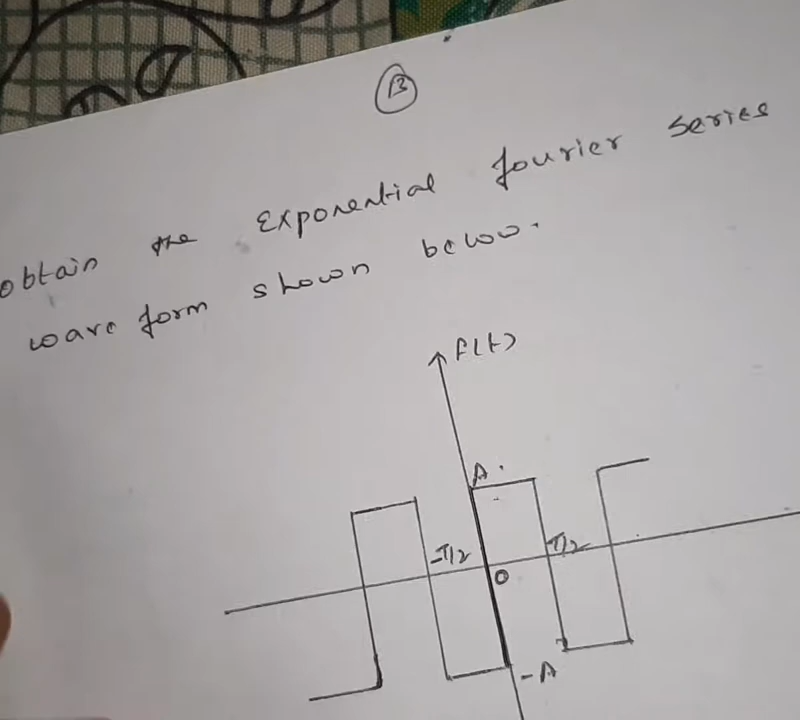 13
obtain the Exponential fourier series
wave form shown below.
f(t)
A
-T/2
T/2
0
-A